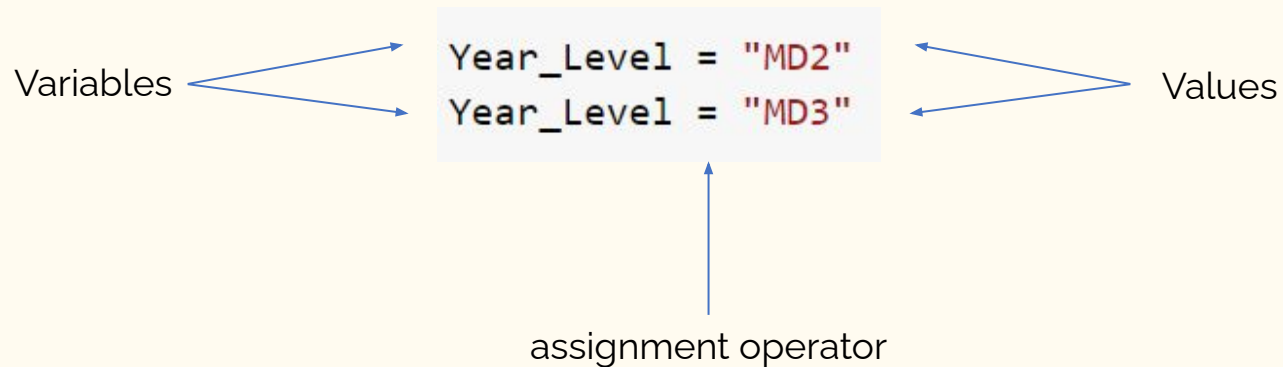 Variables
Year_Level = "MD2"
Year_Level = "MD3"
Values
assignment operator